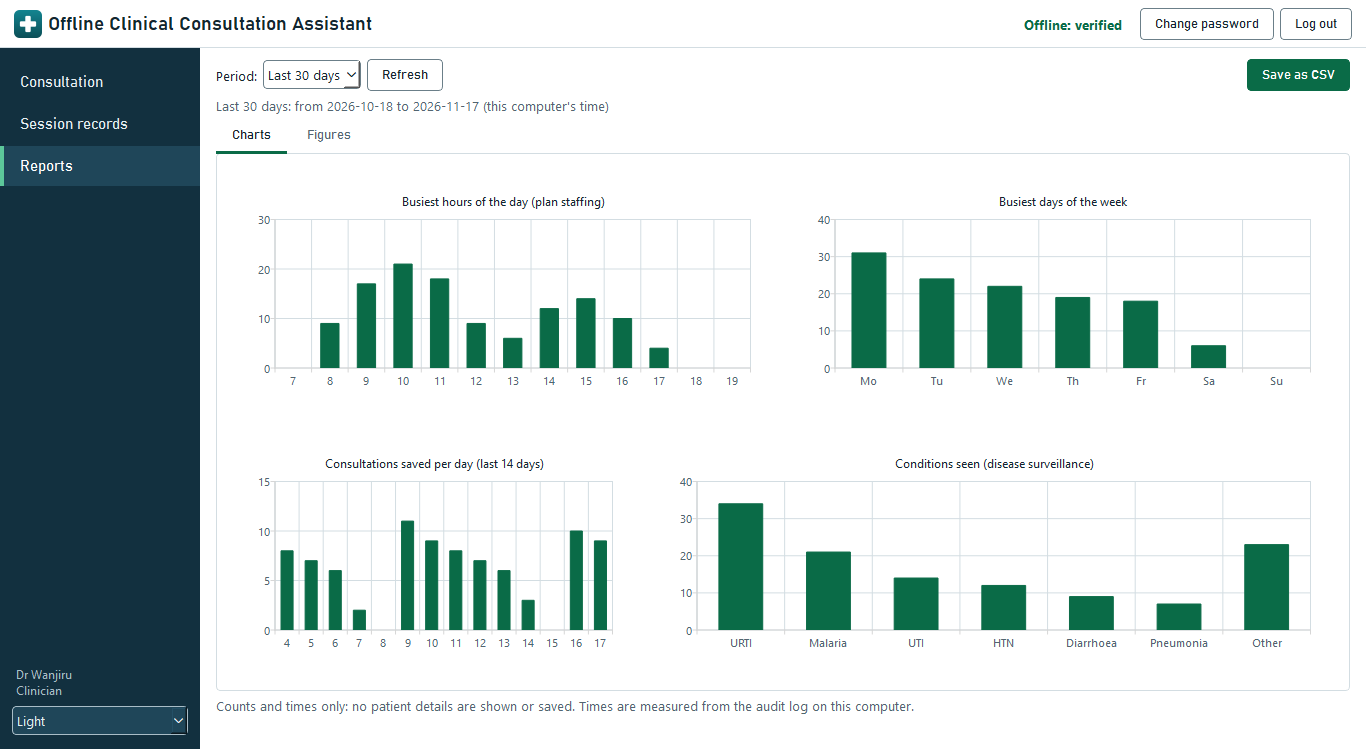 Offline Clinical Consultation Assistant
Offline: verified
Change password
Log out
Consultation
Session records
Reports
Dr Wanjiru
Clinician
Light
Period:
Last 30 days
Refresh
Save as CSV
Last 30 days: from 2026-10-18 to 2026-11-17 (this computer's time)
Charts
Figures
Busiest hours of the day (plan staffing)
30
20
10
0
7 8 9 10 11 12 13 14 15 16 17 18 19
Busiest days of the week
40
30
20
10
0
Mo Tu We Th Fr Sa Su
Consultations saved per day (last 14 days)
15
10
5
0
4 5 6 7 8 9 10 11 12 13 14 15 16 17
Conditions seen (disease surveillance)
40
30
20
10
0
URTI Malaria UTI HTN Diarrhoea Pneumonia Other
Counts and times only: no patient details are shown or saved. Times are measured from the audit log on this computer.